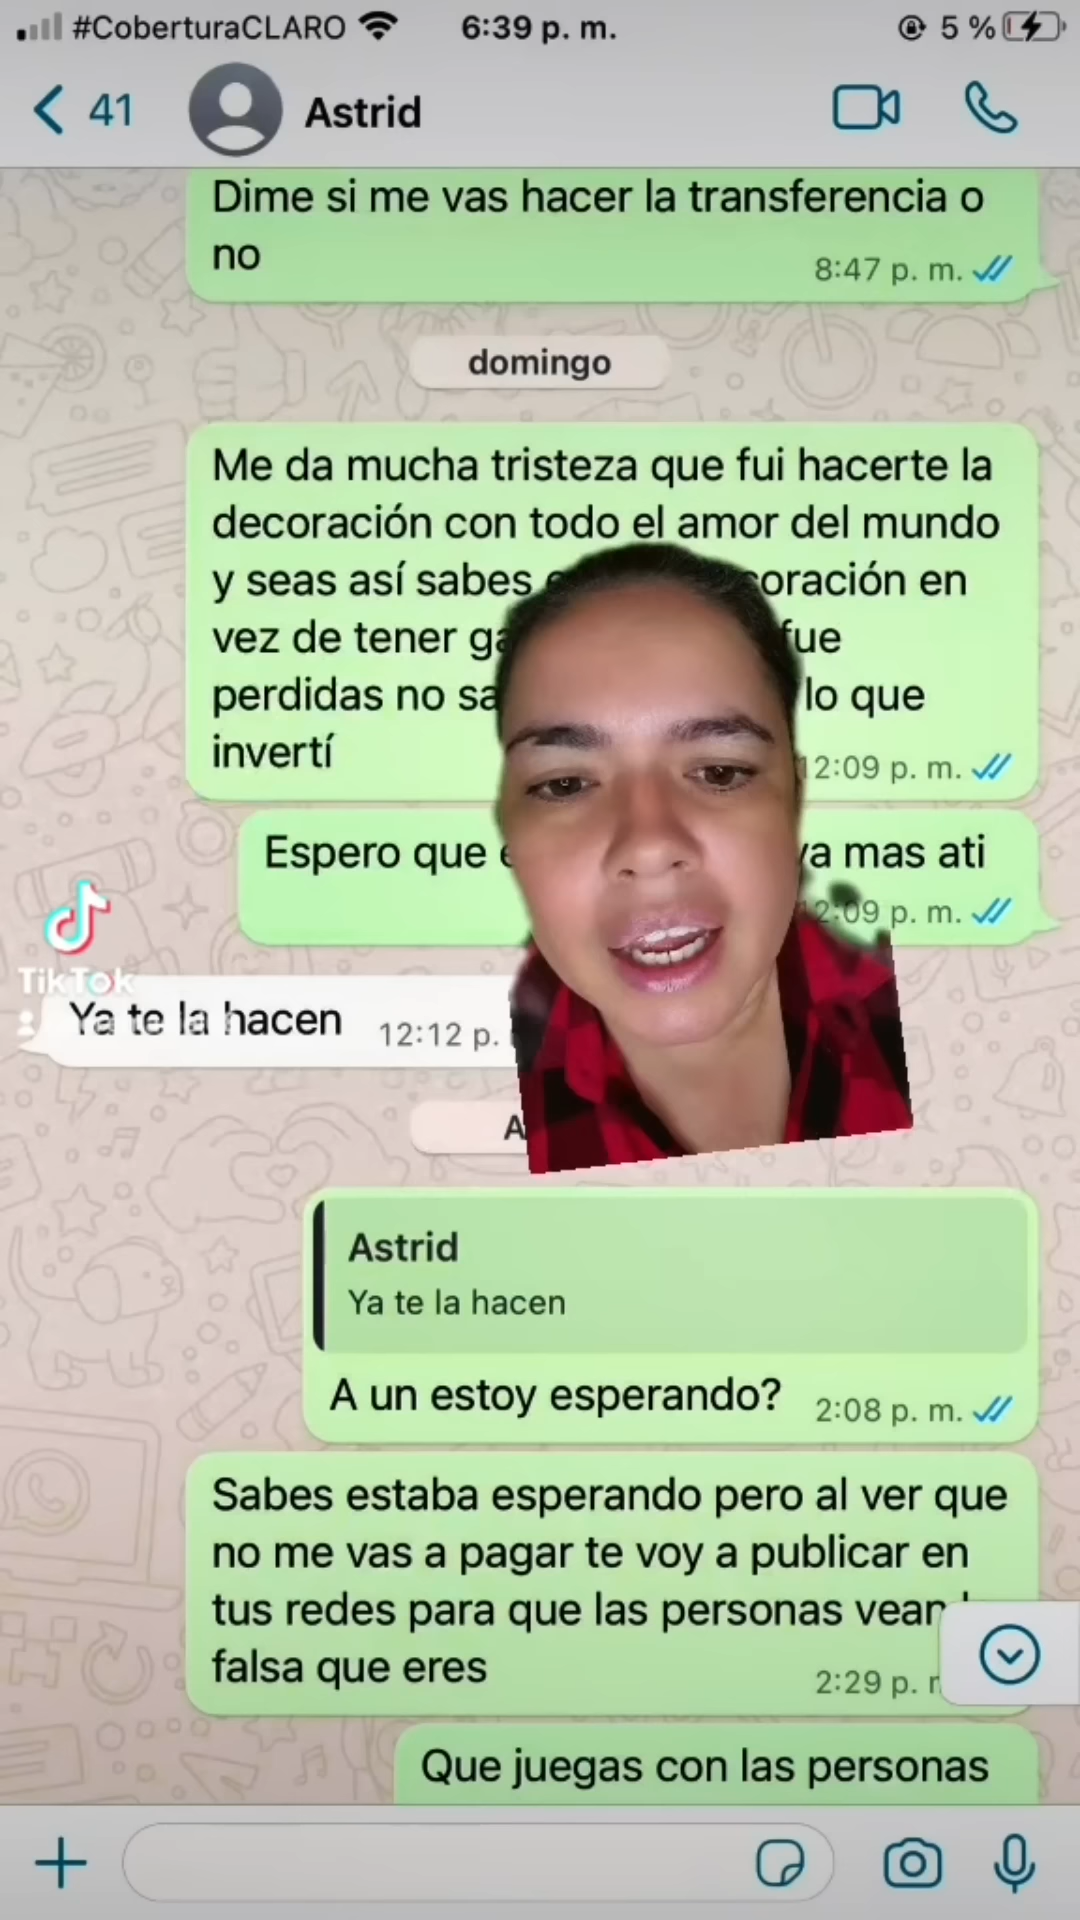 #CoberturaCLARO 6:39 p. m. 5 %
41 Astrid
Dime si me vas hacer la transferencia o
no
8:47 p. m.
domingo
Me da mucha tristeza que fui hacerte la
decoración con todo el amor del mundo
y seas así sabes oración en
vez de tener fue
perdidas no lo que
invertí
12:09 p. m.
Espero que mas ati
12:09 p. m.
TikTok
Ya te la hacen 12:12 p.
Astrid
Ya te la hacen
A un estoy esperando? 2:08 p. m.
Sabes estaba esperando pero al ver que
no me vas a pagar te voy a publicar en
tus redes para que las personas vean
falsa que eres
2:29 p.
Que juegas con las personas